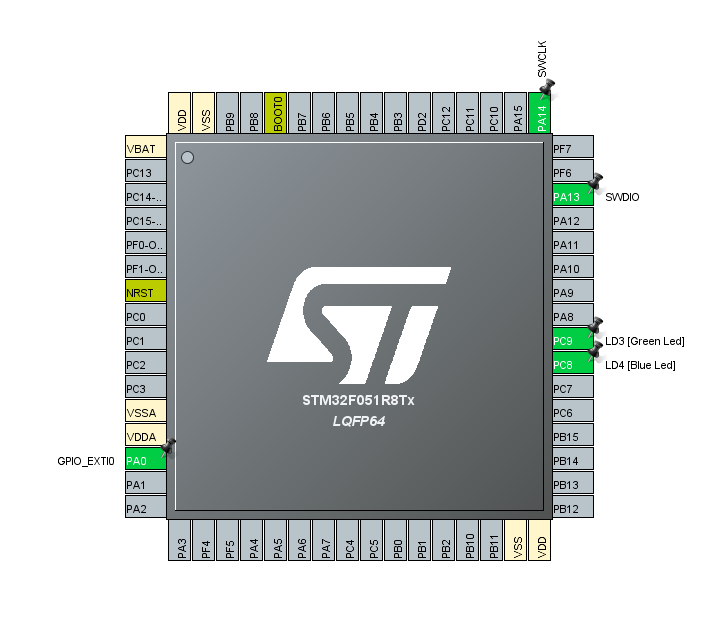 SWCLK
VDD
VSS
PB9
PB8
BOOT0
PB7
PB6
PB5
PB4
PB3
PD2
PC12
PC11
PC10
PA15
PA14
VBAT
PC13
PC14-..
PC15-..
PF0-O..
PF1-O..
NRST
PC0
PC1
PC2
PC3
VSSA
VDDA
GPIO_EXTI0 PA0
PA1
PA2
STM32F051R8Tx
LQFP64
PF7
PF6
PA13 SWDIO
PA12
PA11
PA10
PA9
PA8
PC9 LD3 [Green Led]
PC8 LD4 [Blue Led]
PC7
PC6
PB15
PB14
PB13
PB12
PA3
PF4
PF5
PA4
PA5
PA6
PA7
PC4
PC5
PB0
PB1
PB2
PB10
PB11
VSS
VDD